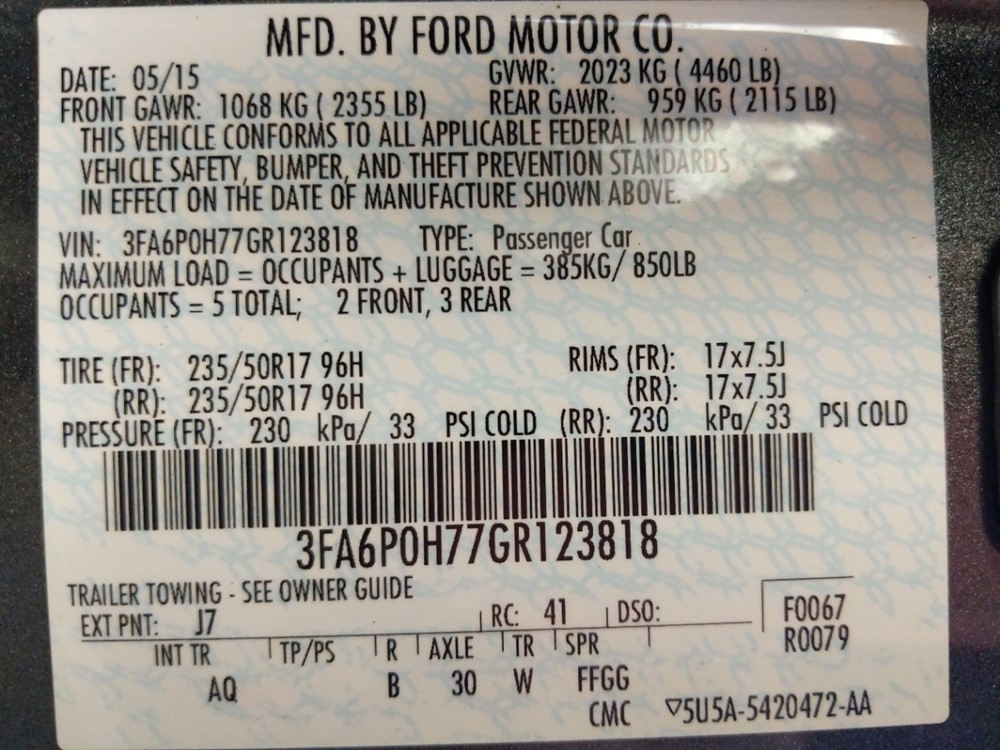 MFD. BY FORD MOTOR CO.
DATE: 05/15 GVWR: 2023 KG ( 4460 LB)
FRONT GAWR: 1068 KG ( 2355 LB) REAR GAWR: 959 KG ( 2115 LB)
THIS VEHICLE CONFORMS TO ALL APPLICABLE FEDERAL MOTOR
VEHICLE SAFETY, BUMPER, AND THEFT PREVENTION STANDARDS
IN EFFECT ON THE DATE OF MANUFACTURE SHOWN ABOVE.
VIN: 3FA6P0H77GR123818 TYPE: Passenger Car
MAXIMUM LOAD = OCCUPANTS + LUGGAGE = 385KG/ 850LB
OCCUPANTS = 5 TOTAL; 2 FRONT, 3 REAR
TIRE (FR): 235/50R17 96H RIMS (FR): 17x7.5J
(RR): 235/50R17 96H (RR): 17x7.5J
PRESSURE (FR): 230 kPa/ 33 PSI COLD (RR): 230 kPa/ 33 PSI COLD
3FA6P0H77GR123818
TRAILER TOWING - SEE OWNER GUIDE
EXT PNT: J7 RC: 41 DSO: F0067
R0079
INT TR TP/PS R AXLE TR SPR
AQ B 30 W FFGG
CMC ▽5U5A-5420472-AA